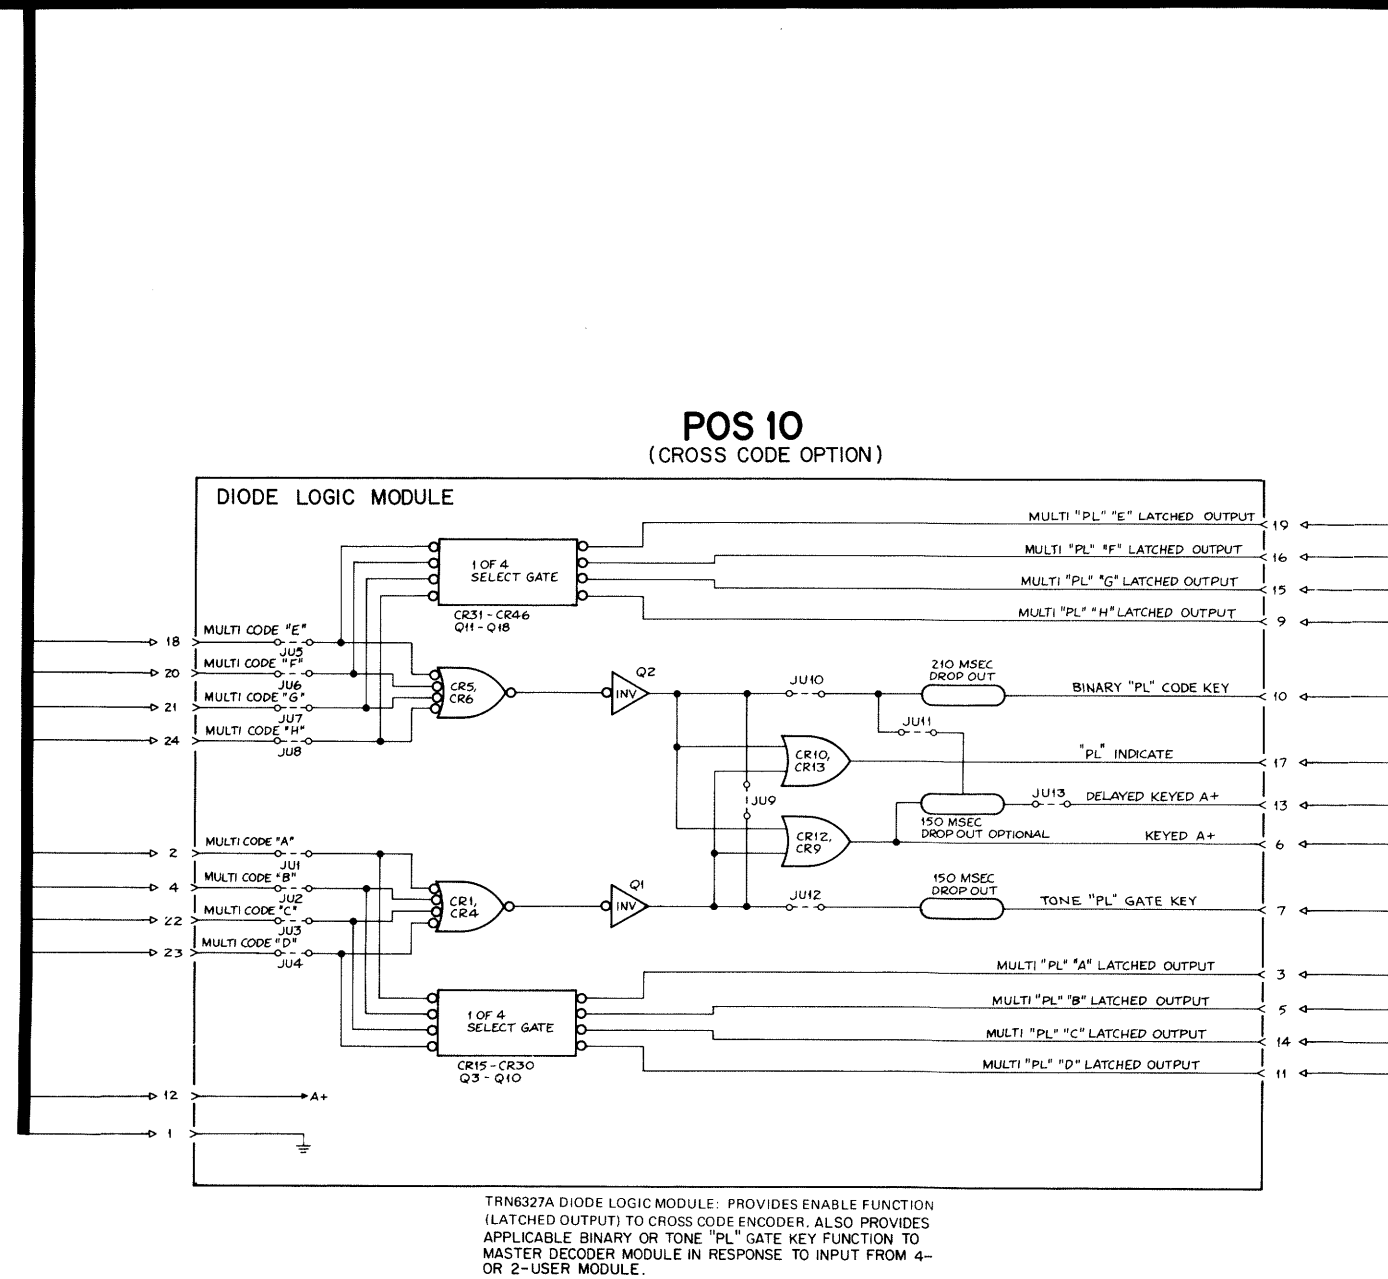 POS 10
(CROSS CODE OPTION)
DIODE LOGIC MODULE
MULTI "PL" "E" LATCHED OUTPUT
19
MULTI "PL" "F" LATCHED OUTPUT
16
1 OF 4
SELECT GATE
MULTI "PL" "G" LATCHED OUTPUT
15
CR31-CR46
Q11-Q18
MULTI "PL" "H" LATCHED OUTPUT
9
18
MULTI CODE "E"
JU5
20
MULTI CODE "F"
JU6
21
MULTI CODE "G"
JU7
24
MULTI CODE "H"
JU8
CR5,
CR6
Q2
INV
JU10
210 MSEC
DROP OUT
BINARY "PL" CODE KEY
10
JU11
CR10,
CR13
"PL" INDICATE
17
JU9
JU13
DELAYED KEYED A+
13
150 MSEC
DROP OUT OPTIONAL
CR12,
CR9
KEYED A+
6
2
MULTI CODE "A"
JU1
4
MULTI CODE "B"
JU2
22
MULTI CODE "C"
JU3
23
MULTI CODE "D"
JU4
CR1,
CR4
Q1
INV
JU12
150 MSEC
DROP OUT
TONE "PL" GATE KEY
7
MULTI "PL" "A" LATCHED OUTPUT
3
MULTI "PL" "B" LATCHED OUTPUT
5
1 OF 4
SELECT GATE
MULTI "PL" "C" LATCHED OUTPUT
14
CR15-CR30
Q3-Q10
MULTI "PL" "D" LATCHED OUTPUT
11
12
A+
1
TRN6327A DIODE LOGIC MODULE: PROVIDES ENABLE FUNCTION
(LATCHED OUTPUT) TO CROSS CODE ENCODER. ALSO PROVIDES
APPLICABLE BINARY OR TONE "PL" GATE KEY FUNCTION TO
MASTER DECODER MODULE IN RESPONSE TO INPUT FROM 4-
OR 2-USER MODULE.